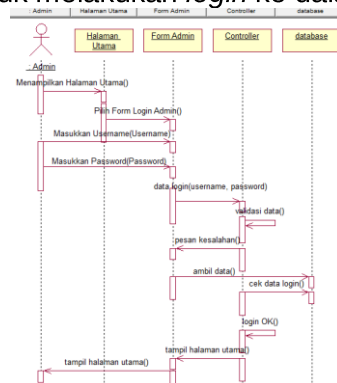 uk melakukan login ke dat
Admin Halaman Utama Form Admin Controller database
Halaman Utama
Form Admin
Controller
database
: Admin
Menampilkan Halaman Utama()
Pilih Form Login Admin()
Masukkan Username(Username)
Masukkan Password(Password)
data login(username, password)
validasi data()
pesan kesalahan()
ambil data()
cek data login()
login OK()
tampil halaman utama()
tampil halaman utama()